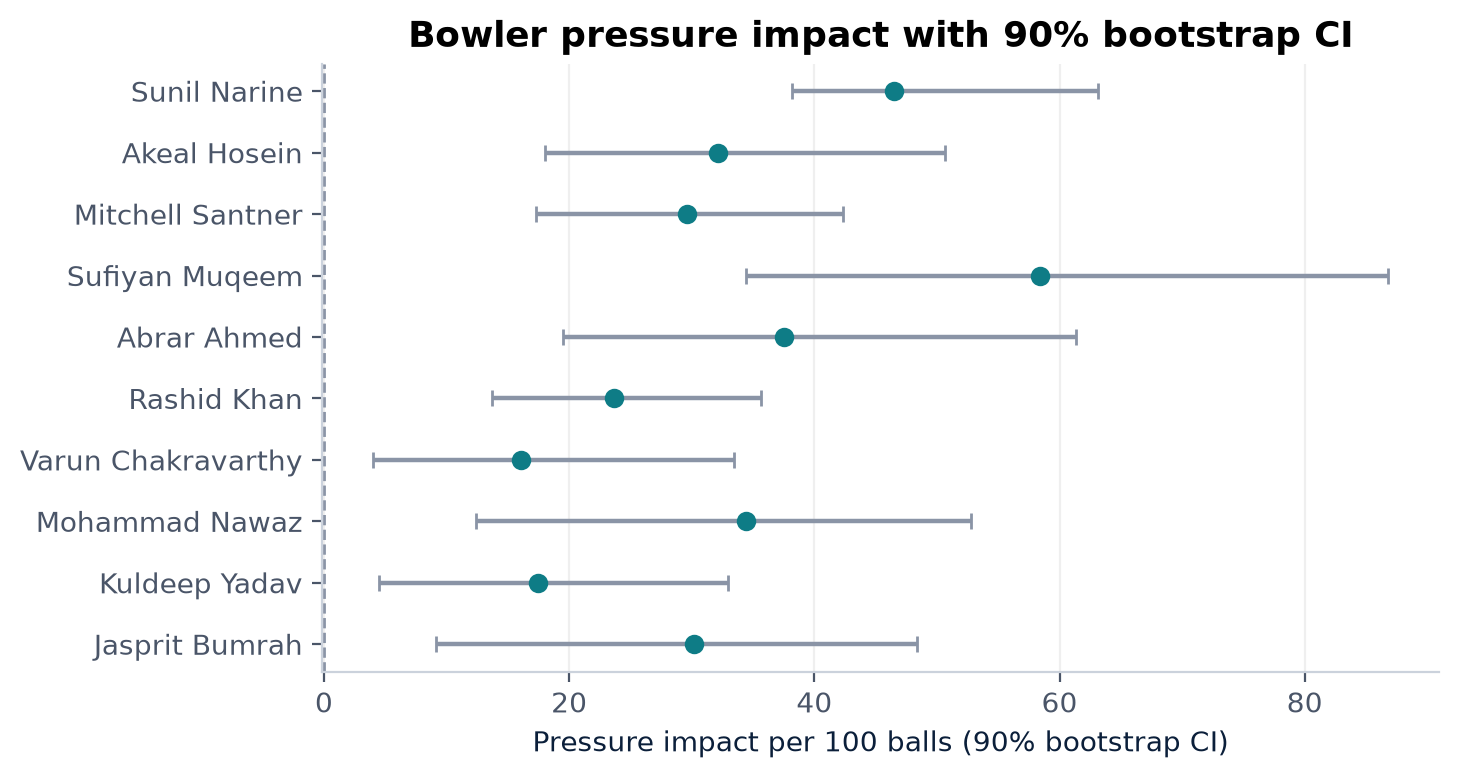 Bowler pressure impact with 90% bootstrap CI
Sunil Narine
Akeal Hosein
Mitchell Santner
Sufiyan Muqeem
Abrar Ahmed
Rashid Khan
Varun Chakravarthy
Mohammad Nawaz
Kuldeep Yadav
Jasprit Bumrah
0 20 40 60 80
Pressure impact per 100 balls (90% bootstrap CI)